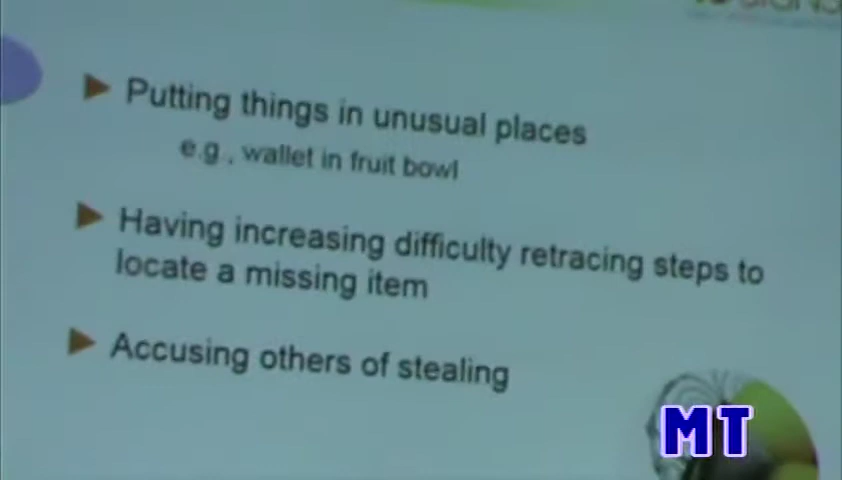 Putting things in unusual places
e.g., wallet in fruit bowl
Having increasing difficulty retracing steps to
locate a missing item
Accusing others of stealing
MT